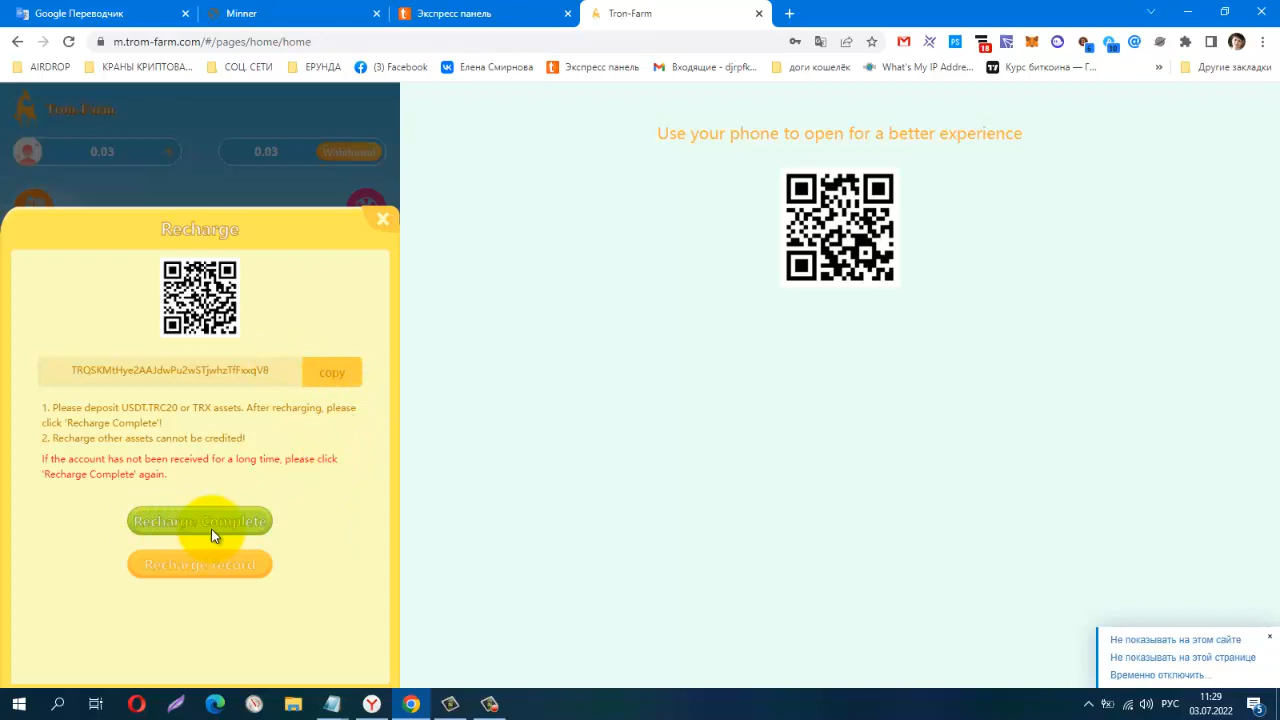 Google Переводчик
Minner
Экспресс панель
Tron-Farm
m.tron-farm.com/#/pages/home/home
18
6
10
AIRDROP
КРАНЫ КРИПТОВА...
СОЦ. СЕТИ
ЕРУНДА
(3) Facebook
Елена Смирнова
Экспресс панель
Входящие - djrpfk...
доги кошелёк
What's My IP Addre...
Курс биткоина — Г...
»
Другие закладки
Tron-Farm
0.03
0.03
Withdrawal
Use your phone to open for a better experience
Recharge
TRQSKMtHye2AAJdwPu2wSTjwhzTfFxxqV8
copy
1. Please deposit USDT.TRC20 or TRX assets. After recharging, please
click 'Recharge Complete'!
2. Recharge other assets cannot be credited!
If the account has not been received for a long time, please click
'Recharge Complete' again.
Recharge Complete
Recharge record
Не показывать на этом сайте
Не показывать на этой странице
Временно отключить...
РУС
11:29
03.07.2022
5